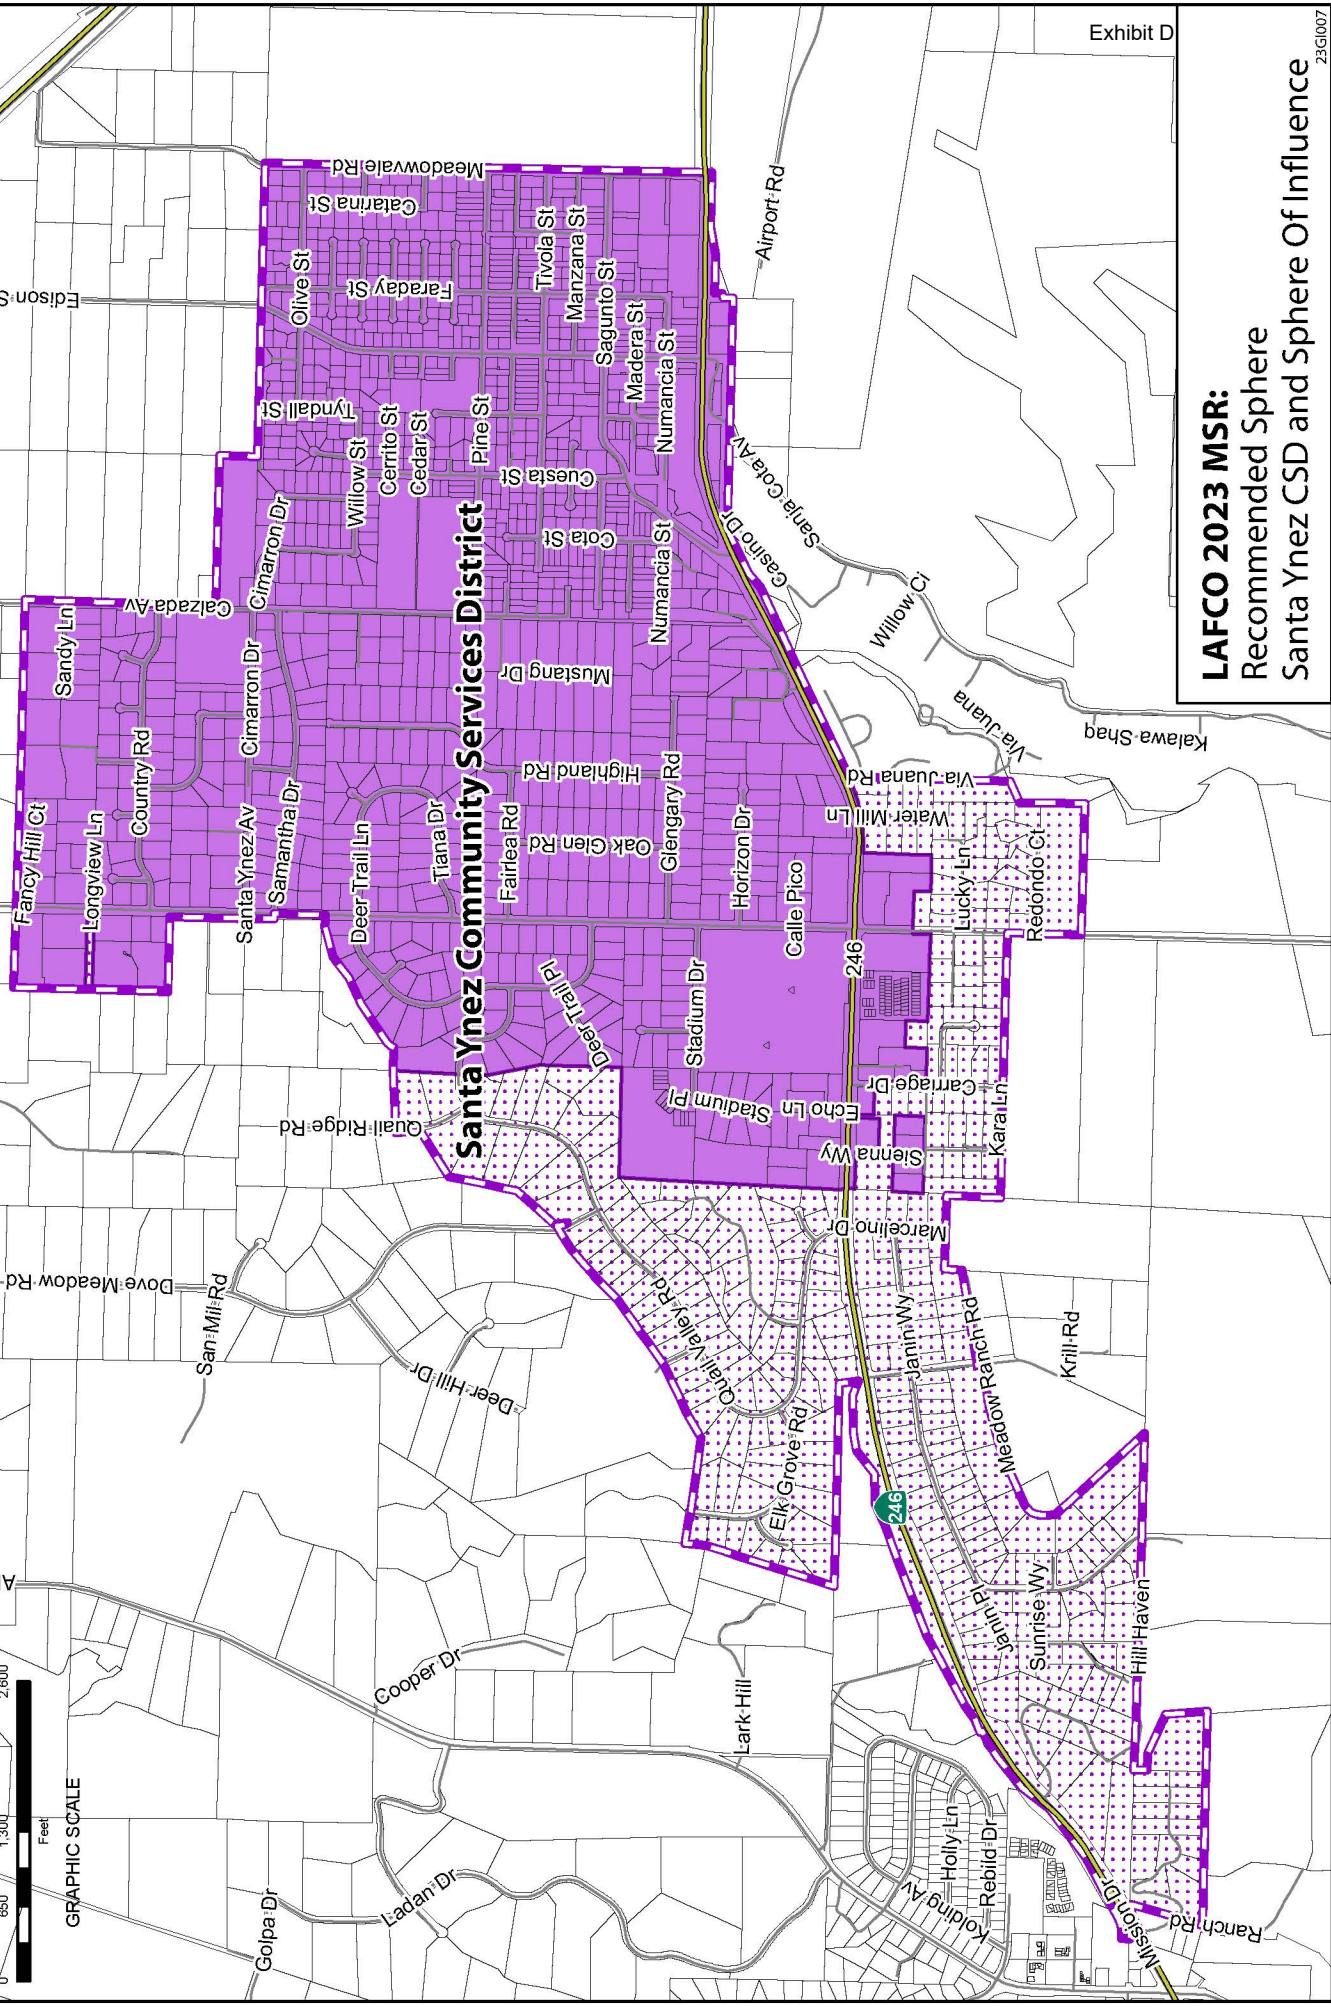 Exhibit D
LAFCO 2023 MSR:
Recommended Sphere
Santa Ynez CSD and Sphere Of Influence
23GI007
Santa Ynez Community Services District
0
650
1,300
2,600
Feet
GRAPHIC SCALE
Fancy Hill Ct
Sandy Ln
Longview Ln
Country Rd
Calzada Av
Santa Ynez Av
Cimarron Dr
Cimarron Dr
Samantha Dr
Deer Trail Ln
Tiana Dr
Fairlea Rd
Highland Rd
Oak Glen Rd
Mustang Dr
Glengary Rd
Horizon Dr
Calle Pico
Deer Trail Pl
Stadium Dr
Stadium Pl
Echo Ln
Sienna Wy
Carriage Dr
Kara Ln
Lucky Ln
Redondo Ct
Water Mill Ln
Via Juana Rd
Via Juana
Kalawa Shaq
Willow Ci
Sanja Cota Av
Casino Dr
Airport Rd
Meadowvale Rd
Catarina St
Olive St
Faraday St
Edison S
Tivola St
Manzana St
Sagunto St
Madera St
Numancia St
Numancia St
Tyndall St
Willow St
Cerrito St
Cedar St
Pine St
Cuesta St
Cota St
246
246
Quail Ridge Rd
Quail Valley Rd
Dove Meadow Rd
San Mil Rd
Deer Hill Dr
Elk Grove Rd
Marcelino Dr
Janin Wy
Meadow Ranch Rd
Krill Rd
Janin Pl
Sunrise Wy
Hill Haven
Ranch Rd
Mission Dr
Cooper Dr
Lark Hill
Ladan Dr
Golpa Dr
Holly Ln
Rebild Dr
Kolding Av